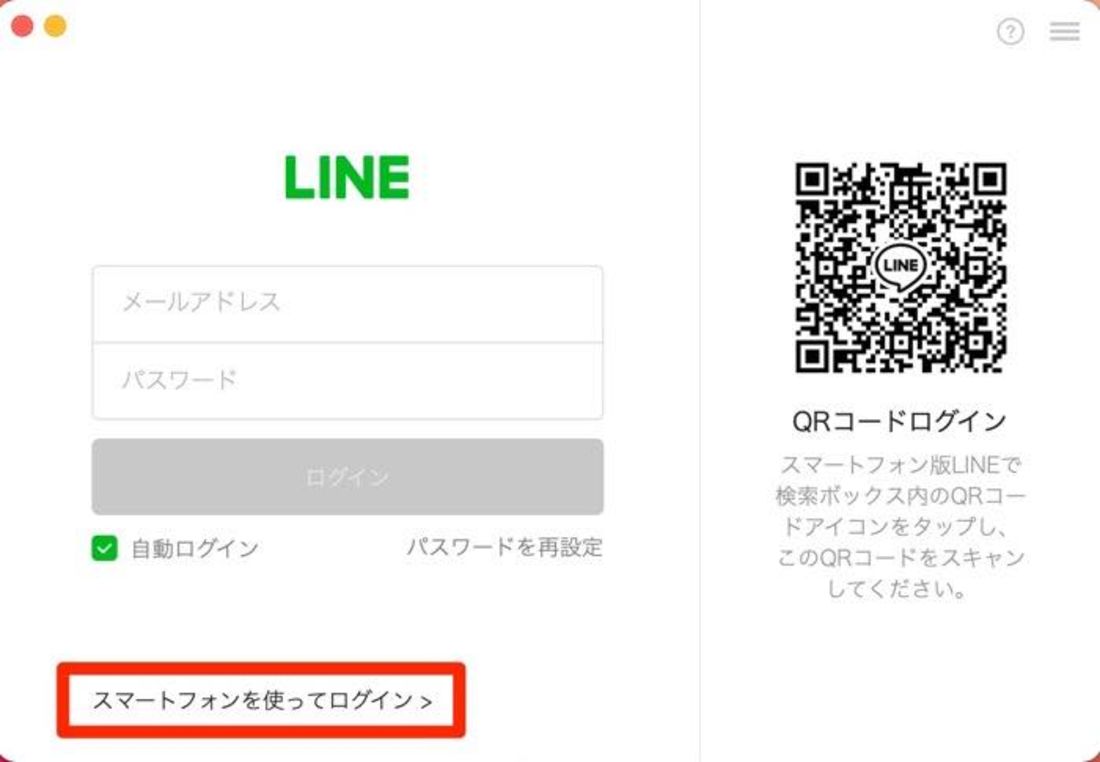 LINE
メールアドレス
パスワード
ログイン
自動ログイン
パスワードを再設定
スマートフォンを使ってログイン >
?
LINE
QRコードログイン
スマートフォン版LINEで
検索ボックス内のQRコー
ドアイコンをタップし、
このQRコードをスキャン
してください。